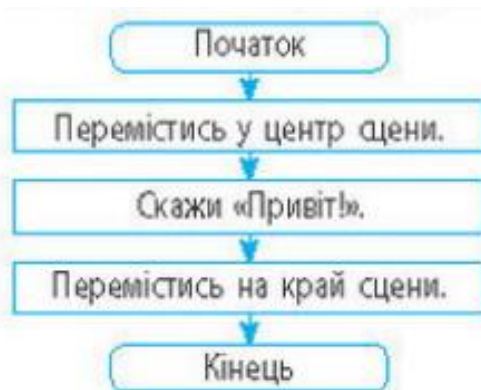 Початок
Перемістись у центр сцени.
Скажи «Привіт!».
Перемістись на край сцени.
Кінець